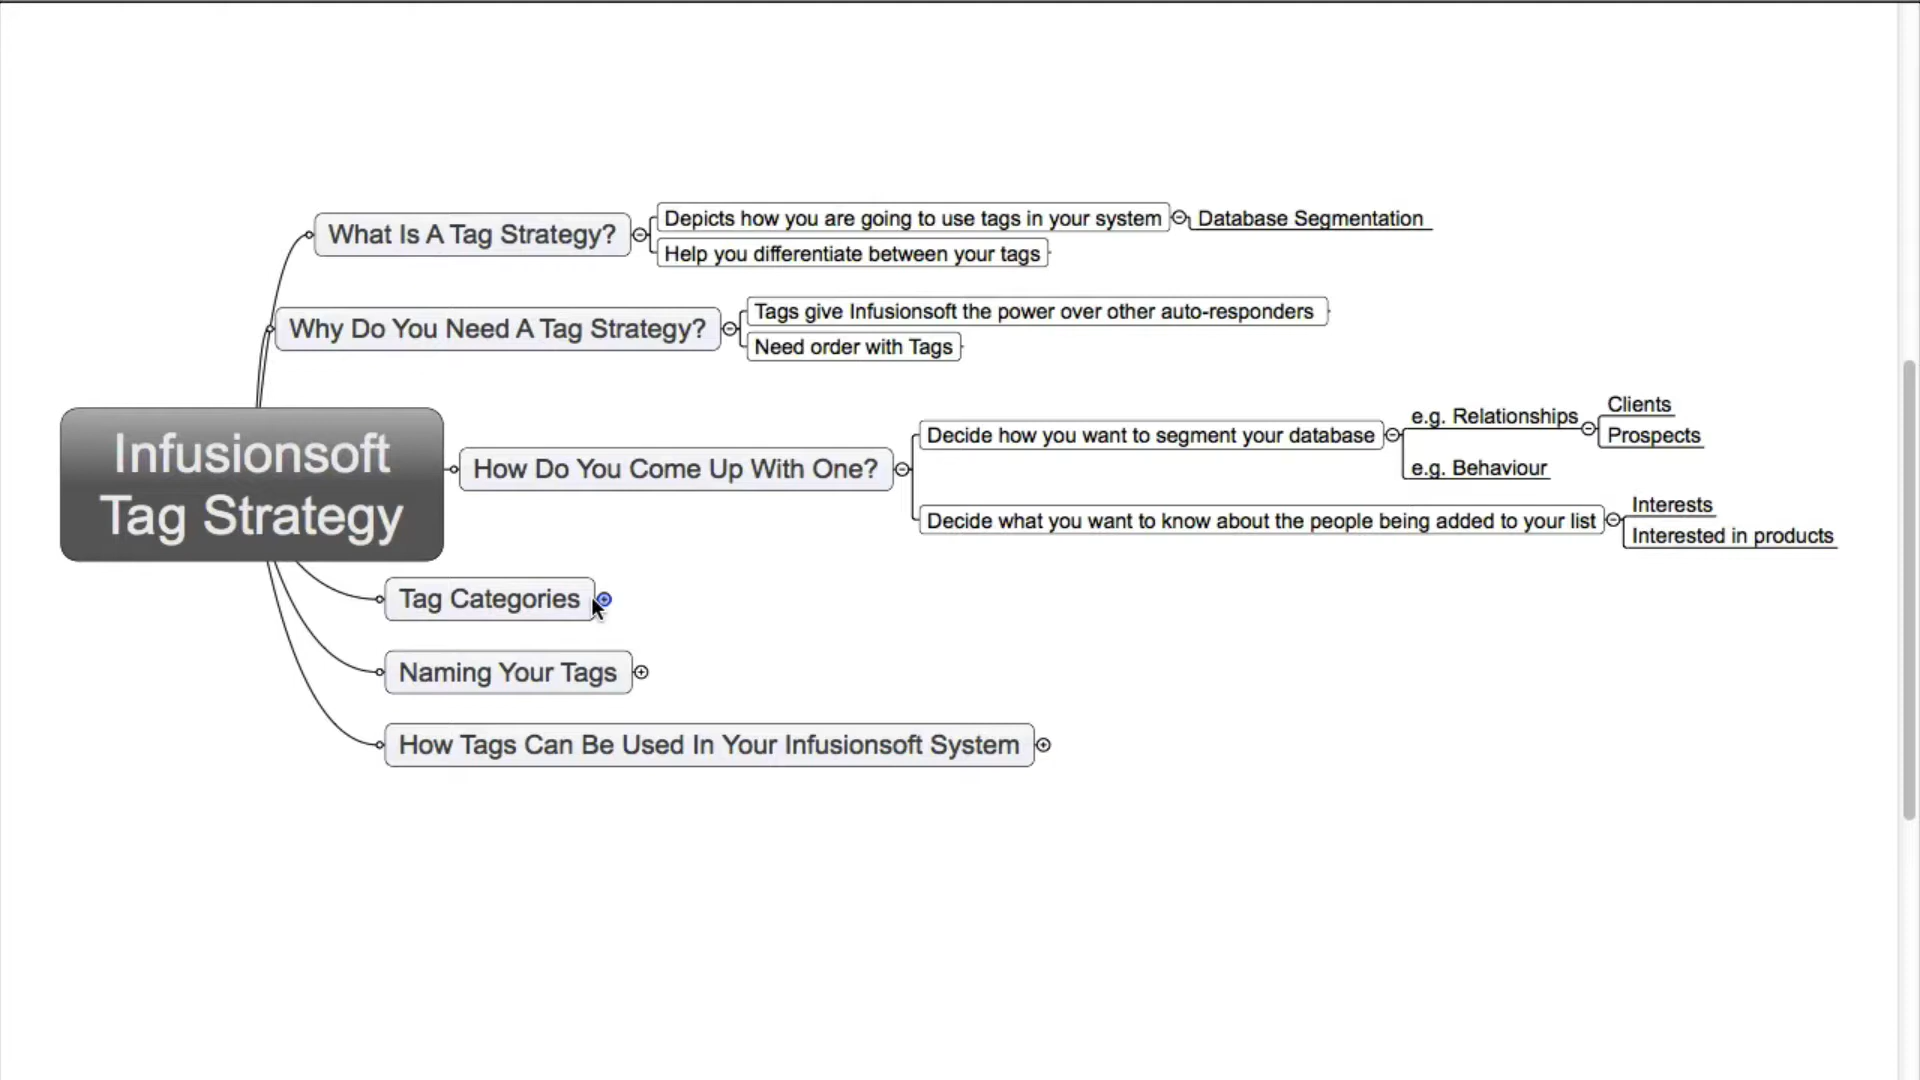 What Is A Tag Strategy?
Depicts how you are going to use tags in your system
Database Segmentation
Help you differentiate between your tags
Why Do You Need A Tag Strategy?
Tags give Infusionsoft the power over other auto-responders
Need order with Tags
Infusionsoft
Tag Strategy
How Do You Come Up With One?
Decide how you want to segment your database
e.g. Relationships
Clients
Prospects
e.g. Behaviour
Decide what you want to know about the people being added to your list
Interests
Interested in products
Tag Categories
Naming Your Tags
How Tags Can Be Used In Your Infusionsoft System